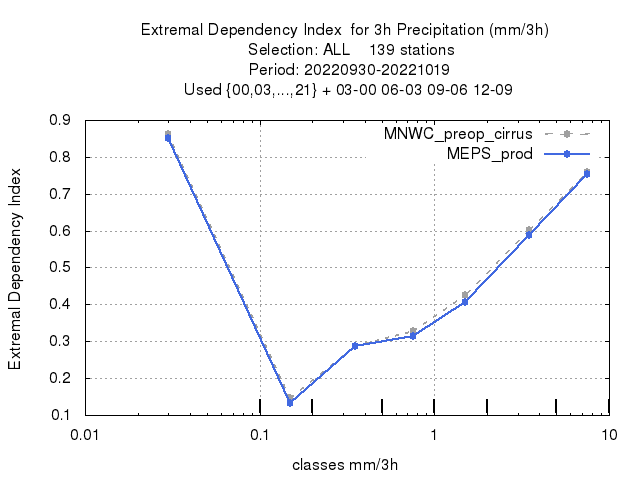 Extremal Dependency Index  for 3h Precipitation (mm/3h)
Selection: ALL    139 stations
Period: 20220930-20221019
Used {00,03,...,21} + 03-00 06-03 09-06 12-09
MNWC_preop_cirrus
MEPS_prod
Extremal Dependency Index
0.9
0.8
0.7
0.6
0.5
0.4
0.3
0.2
0.1
0.01
0.1
1
10
classes mm/3h